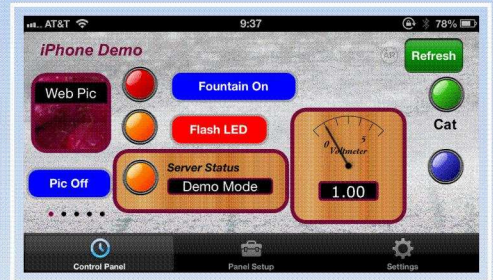 AT&T 9:37 78%
iPhone Demo
AR
Refresh
Web Pic
Fountain On
Flash LED
Cat
0 5
Voltmeter
Server Status
Demo Mode
1.00
Pic Off
Control Panel
Panel Setup
Settings